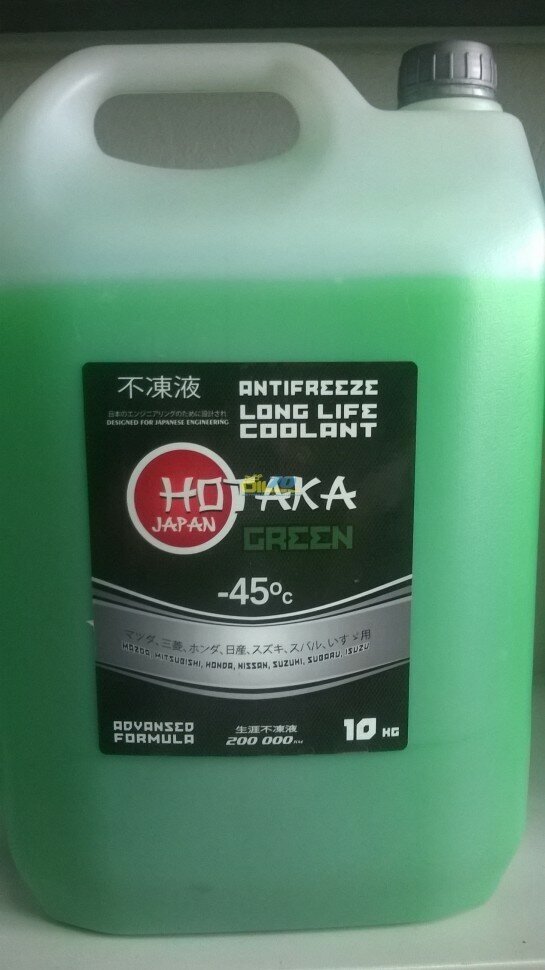 不凍液
ANTIFREEZE
LONG LIFE
COOLANT
日本のエンジニアリングのために設計され
DESIGNED FOR JAPANESE ENGINEERING
HOTAKA
JAPAN
GREEN
-45°C
マツダ、三菱、ホンダ、日産、スズキ、スバル、いすゞ用
MAZDA, MITSUBISHI, HONDA, NISSAN, SUZUKI, SUBARU, ISUZU
ADVANSED
FORMULA
生涯不凍液
200 000 KM
10 KG